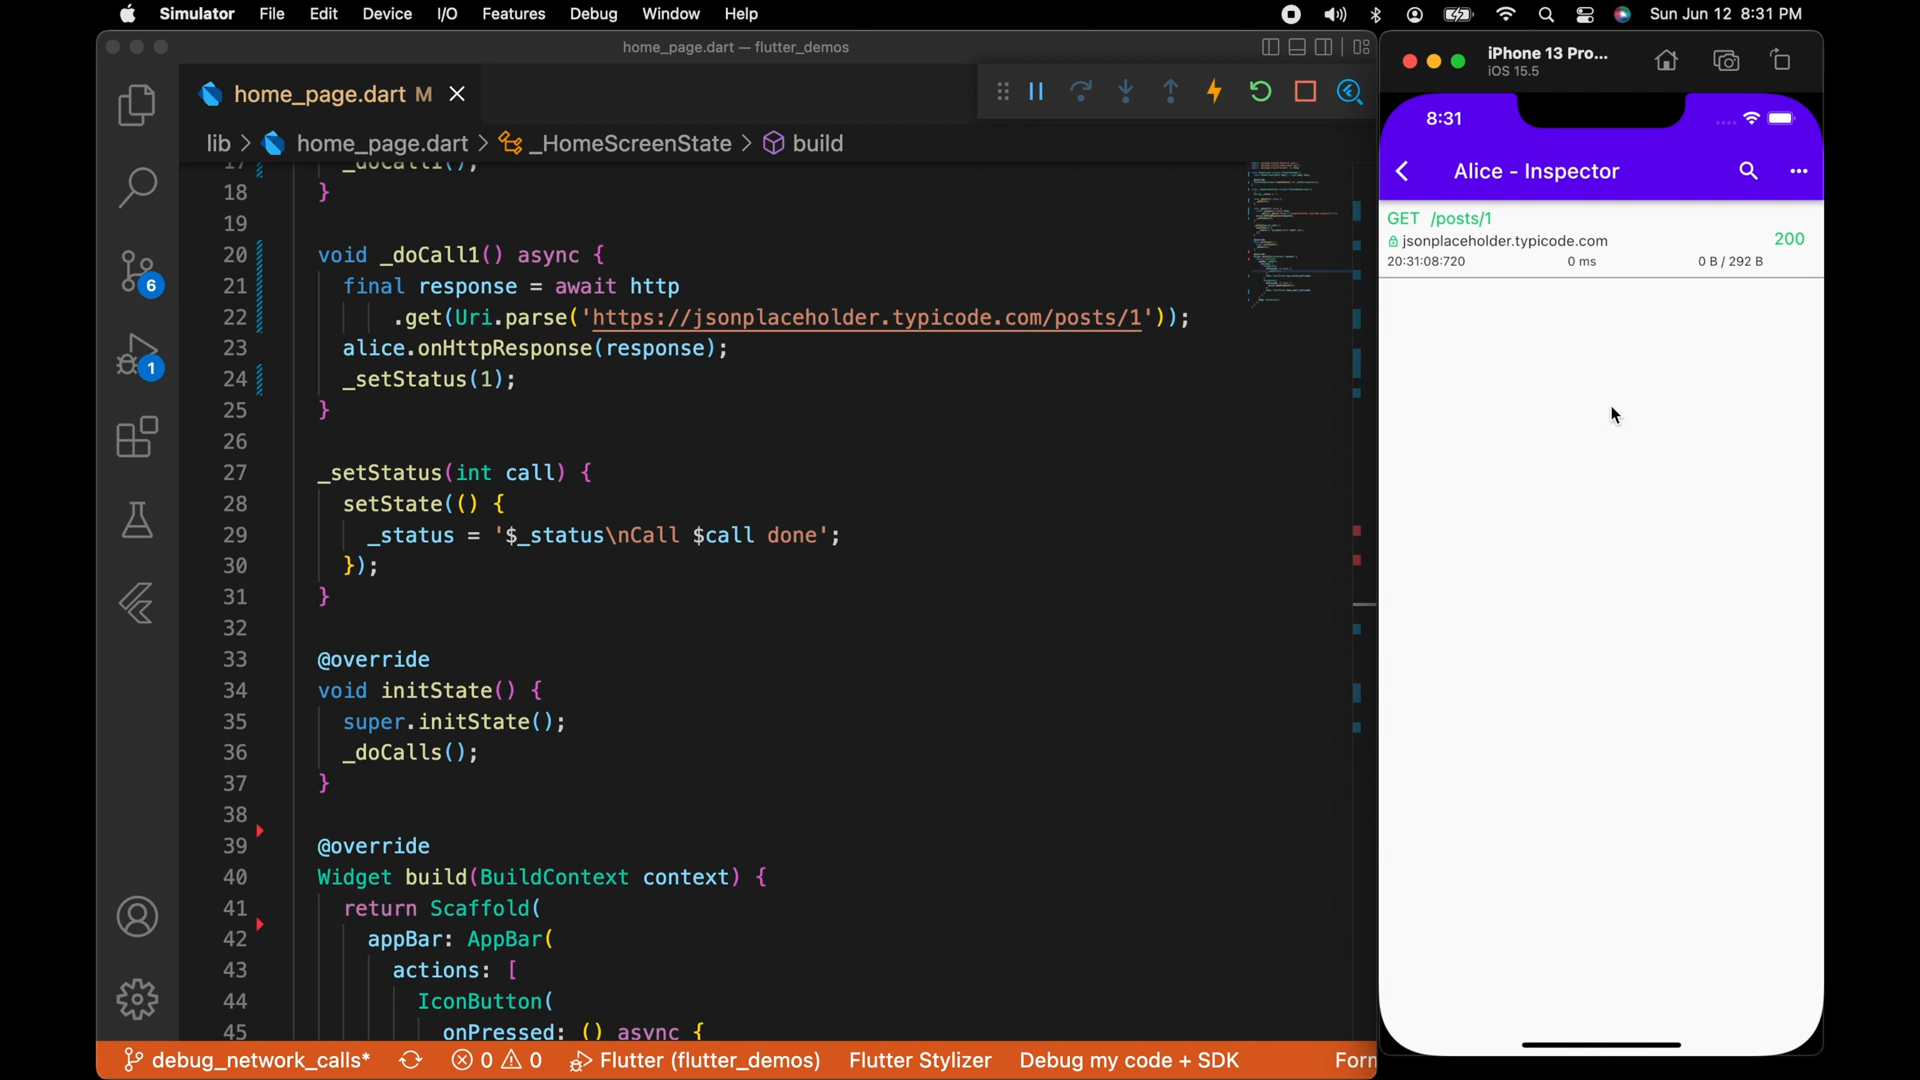 Simulator File Edit Device I/O Features Debug Window Help
Sun Jun 12 8:31 PM
home_page.dart — flutter_demos
home_page.dart M
lib > home_page.dart > _HomeScreenState > build
17 _doCall1();
18 }
19
20 void _doCall1() async {
21 final response = await http
22 .get(Uri.parse('https://jsonplaceholder.typicode.com/posts/1'));
23 alice.onHttpResponse(response);
24 _setStatus(1);
25 }
26
27 _setStatus(int call) {
28 setState(() {
29 _status = '$_status\nCall $call done';
30 });
31 }
32
33 @override
34 void initState() {
35 super.initState();
36 _doCalls();
37 }
38
39 @override
40 Widget build(BuildContext context) {
41 return Scaffold(
42 appBar: AppBar(
43 actions: [
44 IconButton(
45 onPressed: () async {
6
1
debug_network_calls* 0 0 Flutter (flutter_demos) Flutter Stylizer Debug my code + SDK Forn
iPhone 13 Pro...
iOS 15.5
8:31
Alice - Inspector
GET /posts/1
jsonplaceholder.typicode.com
200
20:31:08:720 0 ms 0 B / 292 B